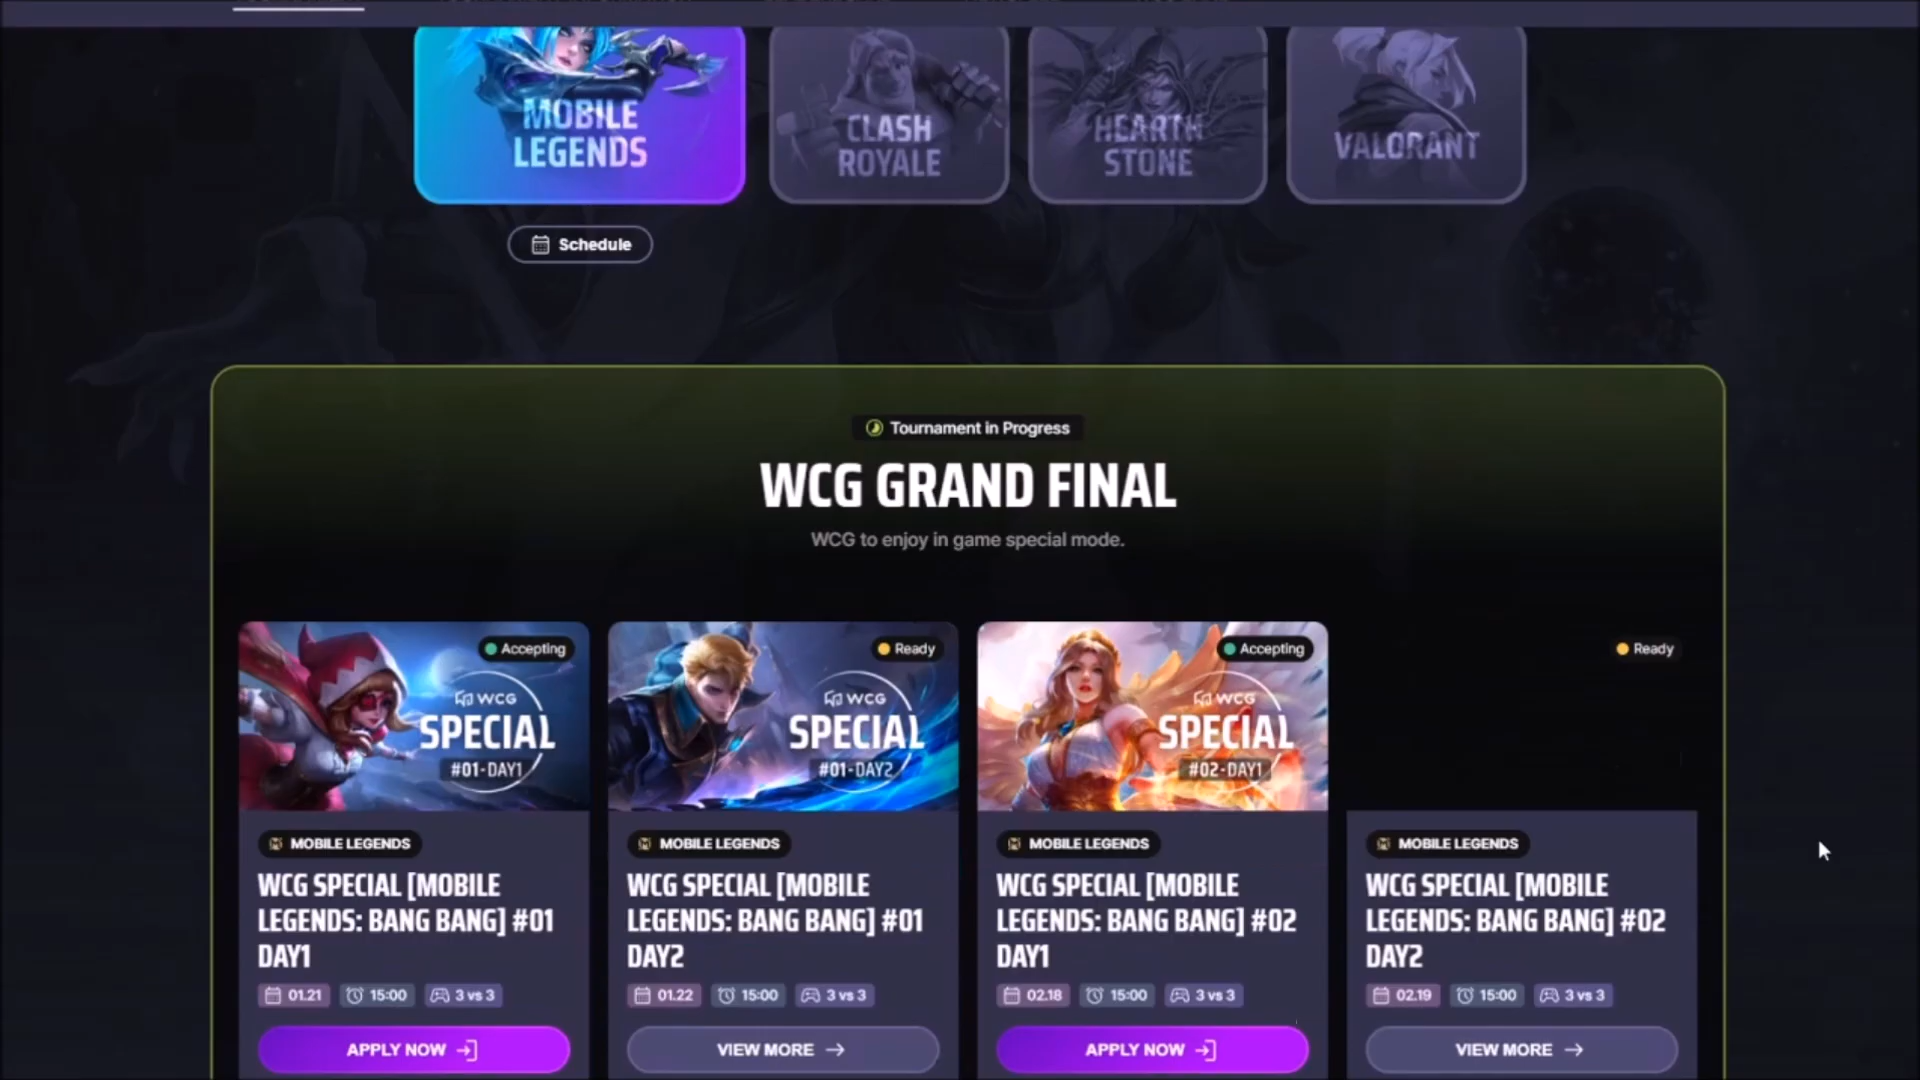 MOBILE
LEGENDS
CLASH
ROYALE
HEARTH
STONE
VALORANT
Schedule
Tournament in Progress
WCG GRAND FINAL
WCG to enjoy in game special mode.
Accepting
WCG
SPECIAL
#01-DAY1
MOBILE LEGENDS
WCG SPECIAL [MOBILE
LEGENDS: BANG BANG] #01
DAY1
01.21 15:00 3 vs 3
APPLY NOW
Ready
WCG
SPECIAL
#01-DAY2
MOBILE LEGENDS
WCG SPECIAL [MOBILE
LEGENDS: BANG BANG] #01
DAY2
01.22 15:00 3 vs 3
VIEW MORE
Accepting
WCG
SPECIAL
#02-DAY1
MOBILE LEGENDS
WCG SPECIAL [MOBILE
LEGENDS: BANG BANG] #02
DAY1
02.18 15:00 3 vs 3
APPLY NOW
Ready
MOBILE LEGENDS
WCG SPECIAL [MOBILE
LEGENDS: BANG BANG] #02
DAY2
02.19 15:00 3 vs 3
VIEW MORE